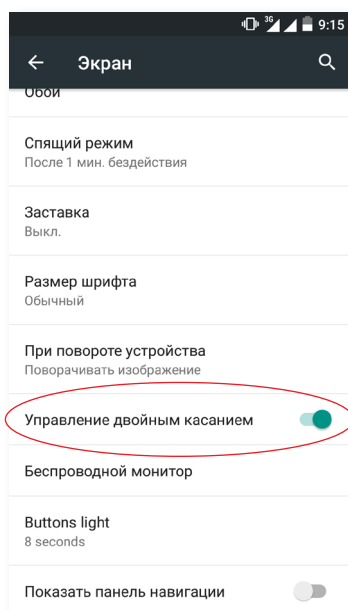 3G 9:15
Экран
Обои
Спящий режим
После 1 мин. бездействия
Заставка
Выкл.
Размер шрифта
Обычный
При повороте устройства
Поворачивать изображение
Управление двойным касанием
Беспроводной монитор
Buttons light
8 seconds
Показать панель навигации